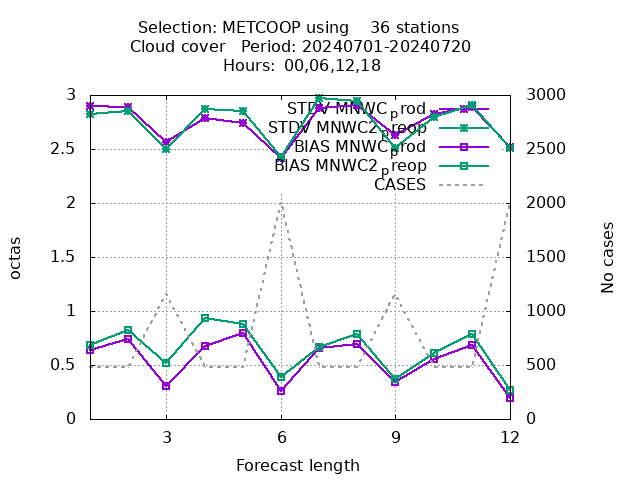 Selection: METCOOP using 36 stations
Cloud cover Period: 20240701-20240720
Hours: 00,06,12,18
3 3000
STDV MNWC_prod
STDV MNWC2_preop
2.5 BIAS MNWC_prod 2500
BIAS MNWC2_preop
CASES
2 2000
1.5 1500
octas
No cases
1 1000
0.5 500
0 0
3 6 9 12
Forecast length